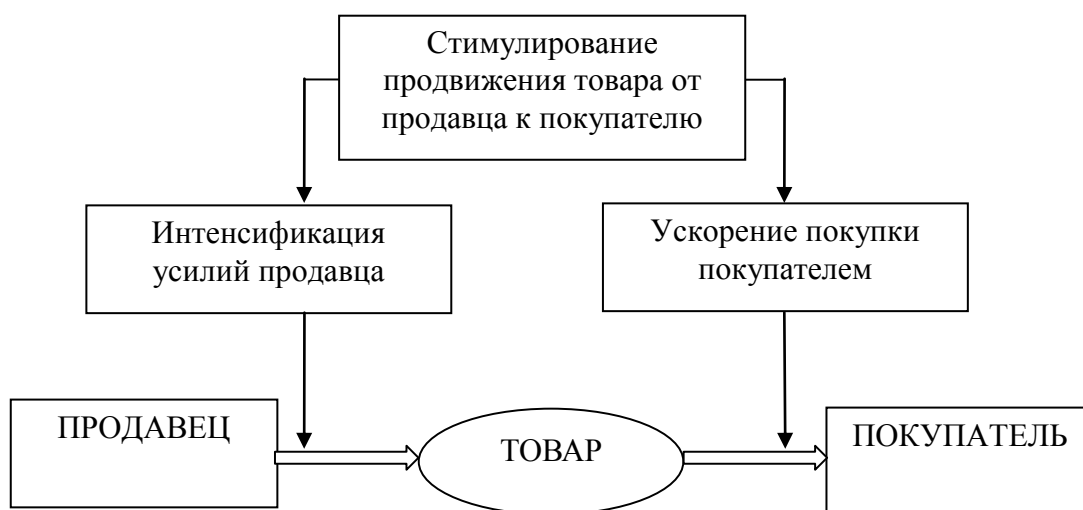 Стимулирование
продвижения товара от
продавца к покупателю
Интенсификация
усилий продавца
Ускорение покупки
покупателем
ПРОДАВЕЦ
ТОВАР
ПОКУПАТЕЛЬ